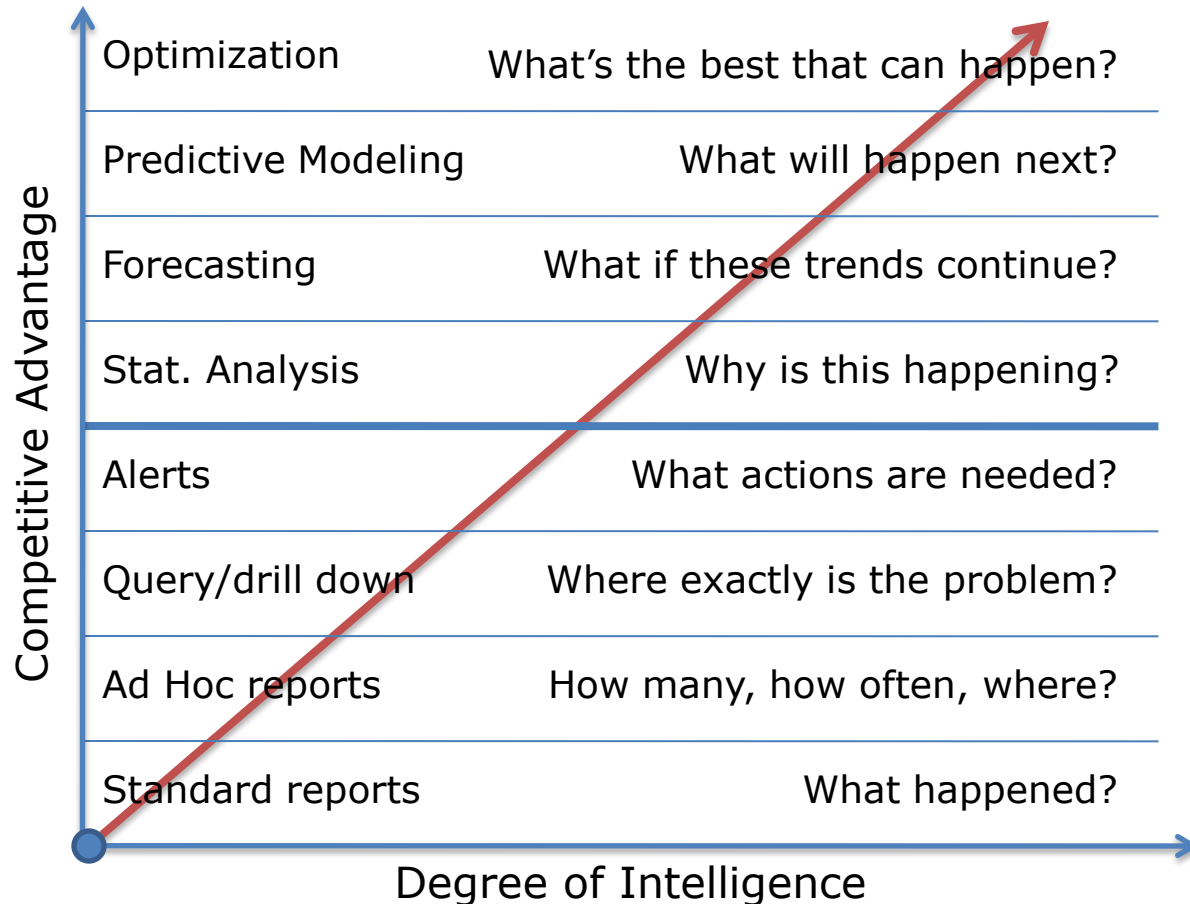 Competitive Advantage
Optimization What’s the best that can happen?
Predictive Modeling What will happen next?
Forecasting What if these trends continue?
Stat. Analysis Why is this happening?
Alerts What actions are needed?
Query/drill down Where exactly is the problem?
Ad Hoc reports How many, how often, where?
Standard reports What happened?
Degree of Intelligence